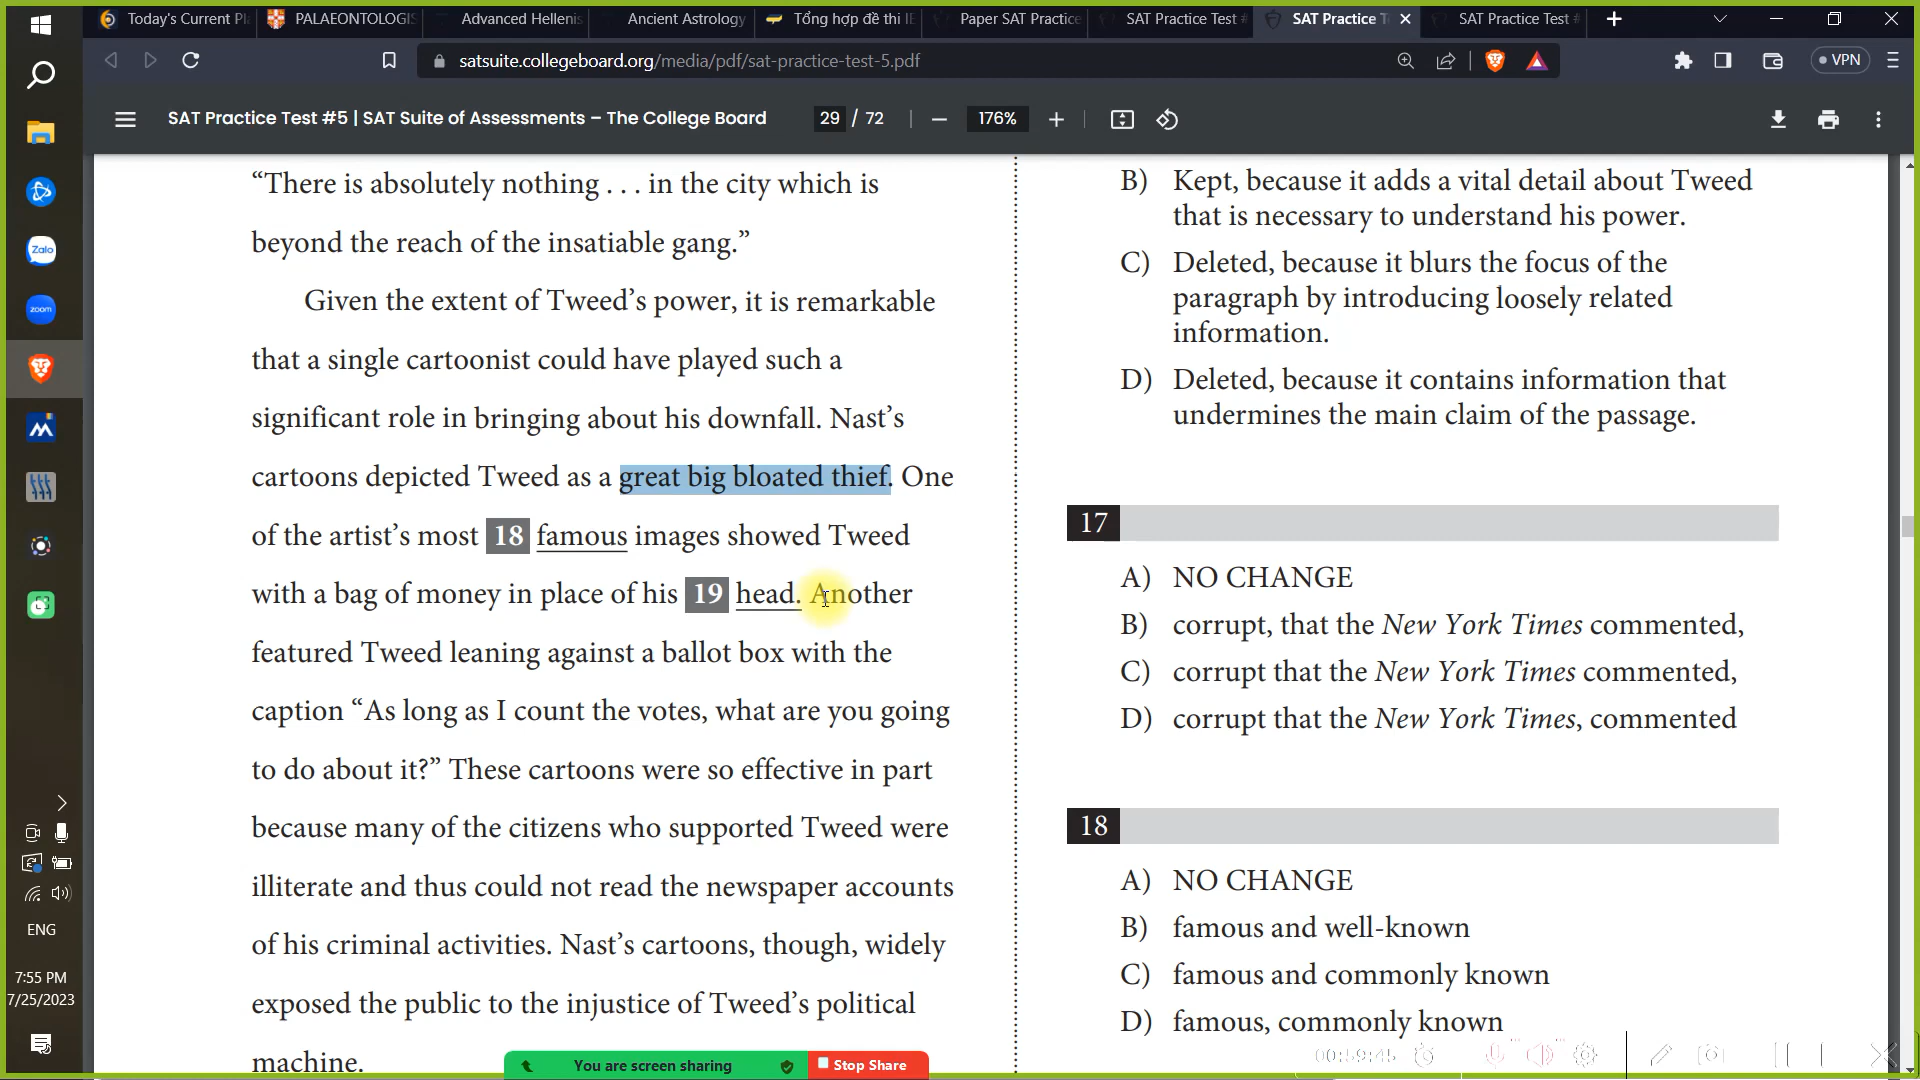 Today's Current Pl
PALAEONTOLOGIS
Advanced Hellenis
Ancient Astrology
Tổng hợp đề thi IE
Paper SAT Practice
SAT Practice Test #
SAT Practice T
SAT Practice Test #
satsuite.collegeboard.org/media/pdf/sat-practice-test-5.pdf
VPN
SAT Practice Test #5 | SAT Suite of Assessments – The College Board
29 / 72
176%
“There is absolutely nothing . . . in the city which is
beyond the reach of the insatiable gang.”
Given the extent of Tweed’s power, it is remarkable
that a single cartoonist could have played such a
significant role in bringing about his downfall. Nast’s
cartoons depicted Tweed as a great big bloated thief. One
of the artist’s most 18 famous images showed Tweed
with a bag of money in place of his 19 head. Another
featured Tweed leaning against a ballot box with the
caption “As long as I count the votes, what are you going
to do about it?” These cartoons were so effective in part
because many of the citizens who supported Tweed were
illiterate and thus could not read the newspaper accounts
of his criminal activities. Nast’s cartoons, though, widely
exposed the public to the injustice of Tweed’s political
machine.
B) Kept, because it adds a vital detail about Tweed
that is necessary to understand his power.
C) Deleted, because it blurs the focus of the
paragraph by introducing loosely related
information.
D) Deleted, because it contains information that
undermines the main claim of the passage.
17
A) NO CHANGE
B) corrupt, that the New York Times commented,
C) corrupt that the New York Times commented,
D) corrupt that the New York Times, commented
18
A) NO CHANGE
B) famous and well-known
C) famous and commonly known
D) famous, commonly known
Zalo
zoom
ENG
7:55 PM
7/25/2023
You are screen sharing
Stop Share
00:59:45